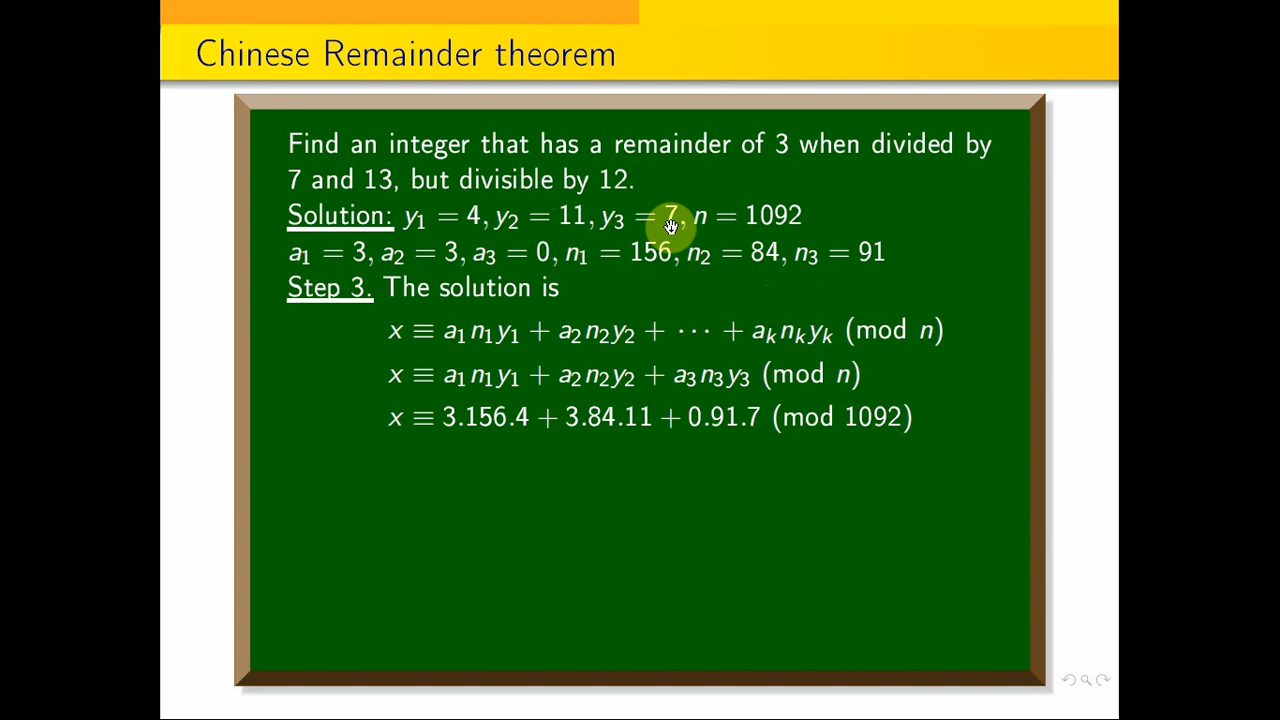 Chinese Remainder theorem
Find an integer that has a remainder of 3 when divided by
7 and 13, but divisible by 12.
Solution: y₁ = 4, y₂ = 11, y₃ = 7, n = 1092
a₁ = 3, a₂ = 3, a₃ = 0, n₁ = 156, n₂ = 84, n₃ = 91
Step 3. The solution is
x ≡ a₁n₁y₁ + a₂n₂y₂ + ⋯ + aₖnₖyₖ (mod n)
x ≡ a₁n₁y₁ + a₂n₂y₂ + a₃n₃y₃ (mod n)
x ≡ 3.156.4 + 3.84.11 + 0.91.7 (mod 1092)